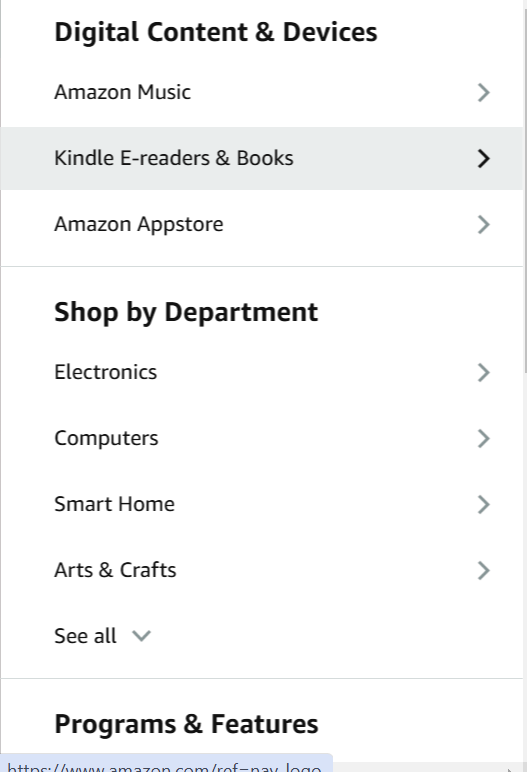 Digital Content & Devices
Amazon Music
Kindle E-readers & Books
Amazon Appstore
Shop by Department
Electronics
Computers
Smart Home
Arts & Crafts
See all
Programs & Features
https://www.amazon.com/ref=nav_logo